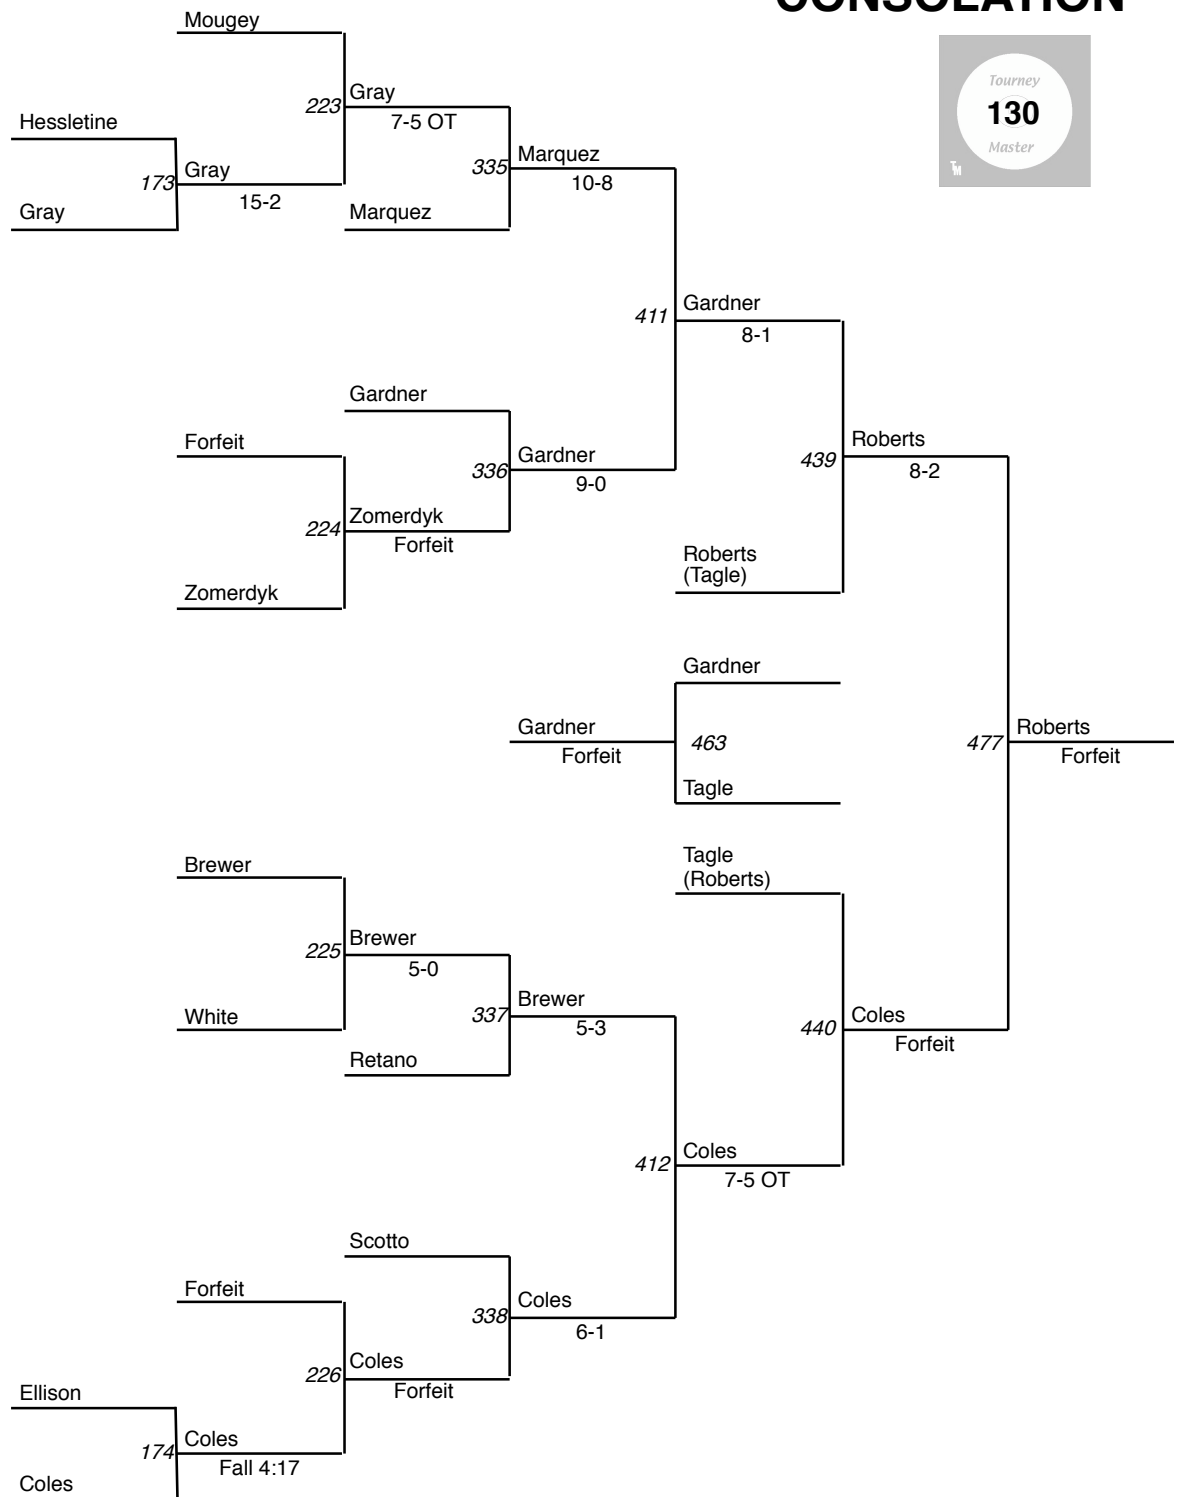 CONSOLATION
Tourney
130
Master
TM
Mougey
223
Gray
7-5 OT
Hessletine
173
Gray
15-2
Gray
335
Marquez
10-8
Marquez
411
Gardner
8-1
Gardner
Forfeit
336
Gardner
9-0
439
Roberts
8-2
224
Zomerdyk
Forfeit
Roberts
(Tagle)
Zomerdyk
Gardner
Gardner
Forfeit
463
477
Roberts
Forfeit
Tagle
Tagle
(Roberts)
Brewer
225
Brewer
5-0
White
337
Brewer
5-3
440
Coles
Forfeit
Retano
412
Coles
7-5 OT
Scotto
Forfeit
338
Coles
6-1
226
Coles
Forfeit
Ellison
174
Coles
Fall 4:17
Coles